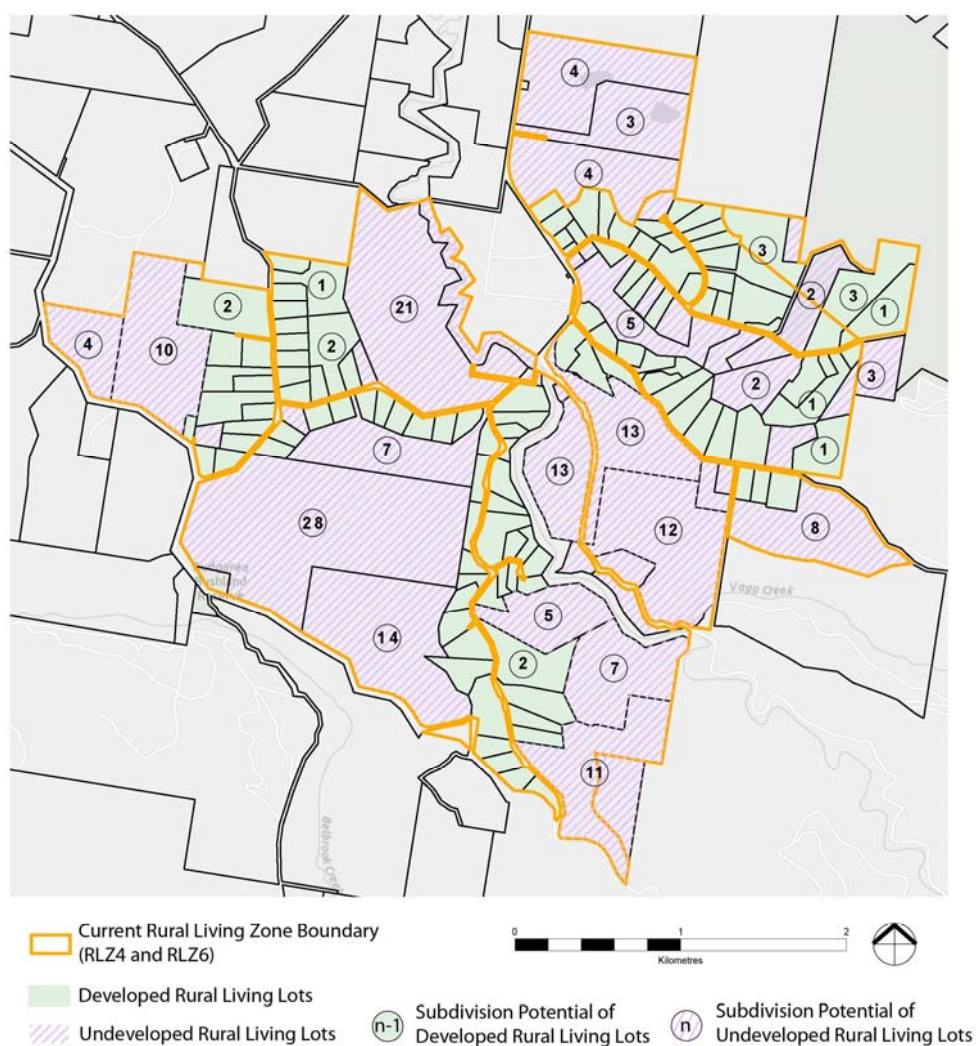 4
3
4
3
1
2
2
3
1
21
5
4
10
2
2
3
1
13
7
1
13
28
12
8
Bushland
Vagg Creek
5
14
2
7
11
Belbrook Creek
Current Rural Living Zone Boundary
(RLZ4 and RLZ6)
0 1 2
Kilometres
Developed Rural Living Lots
Undeveloped Rural Living Lots
n-1 Subdivision Potential of
Developed Rural Living Lots
n Subdivision Potential of
Undeveloped Rural Living Lots